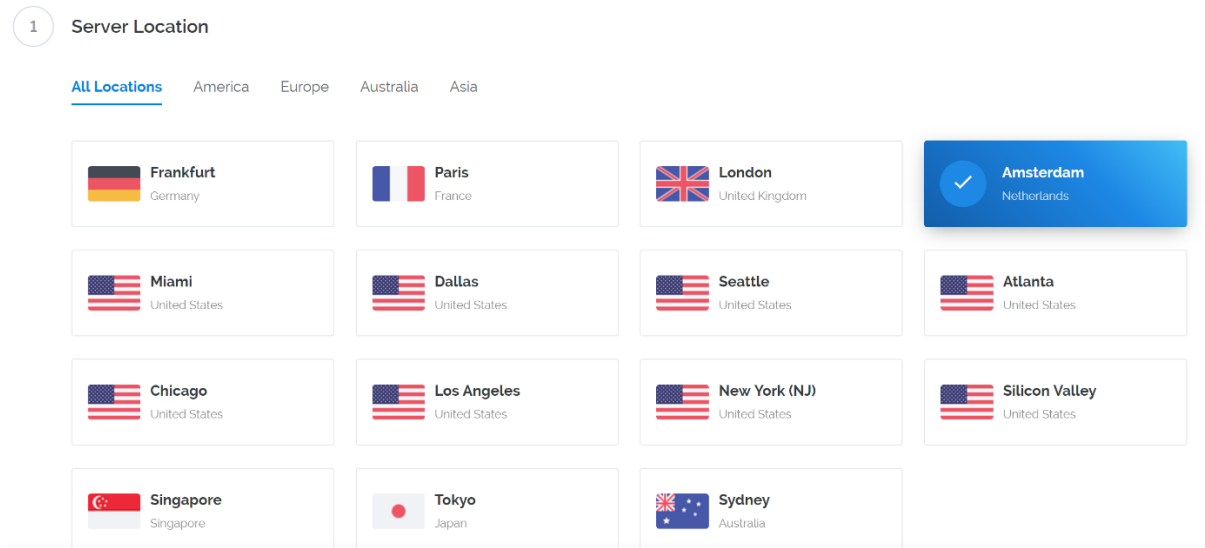 1 Server Location
All Locations America Europe Australia Asia
Frankfurt Paris London Amsterdam
Germany France United Kingdom Netherlands
Miami Dallas Seattle Atlanta
United States United States United States United States
Chicago Los Angeles New York (NJ) Silicon Valley
United States United States United States United States
Singapore Tokyo Sydney
Singapore Japan Australia